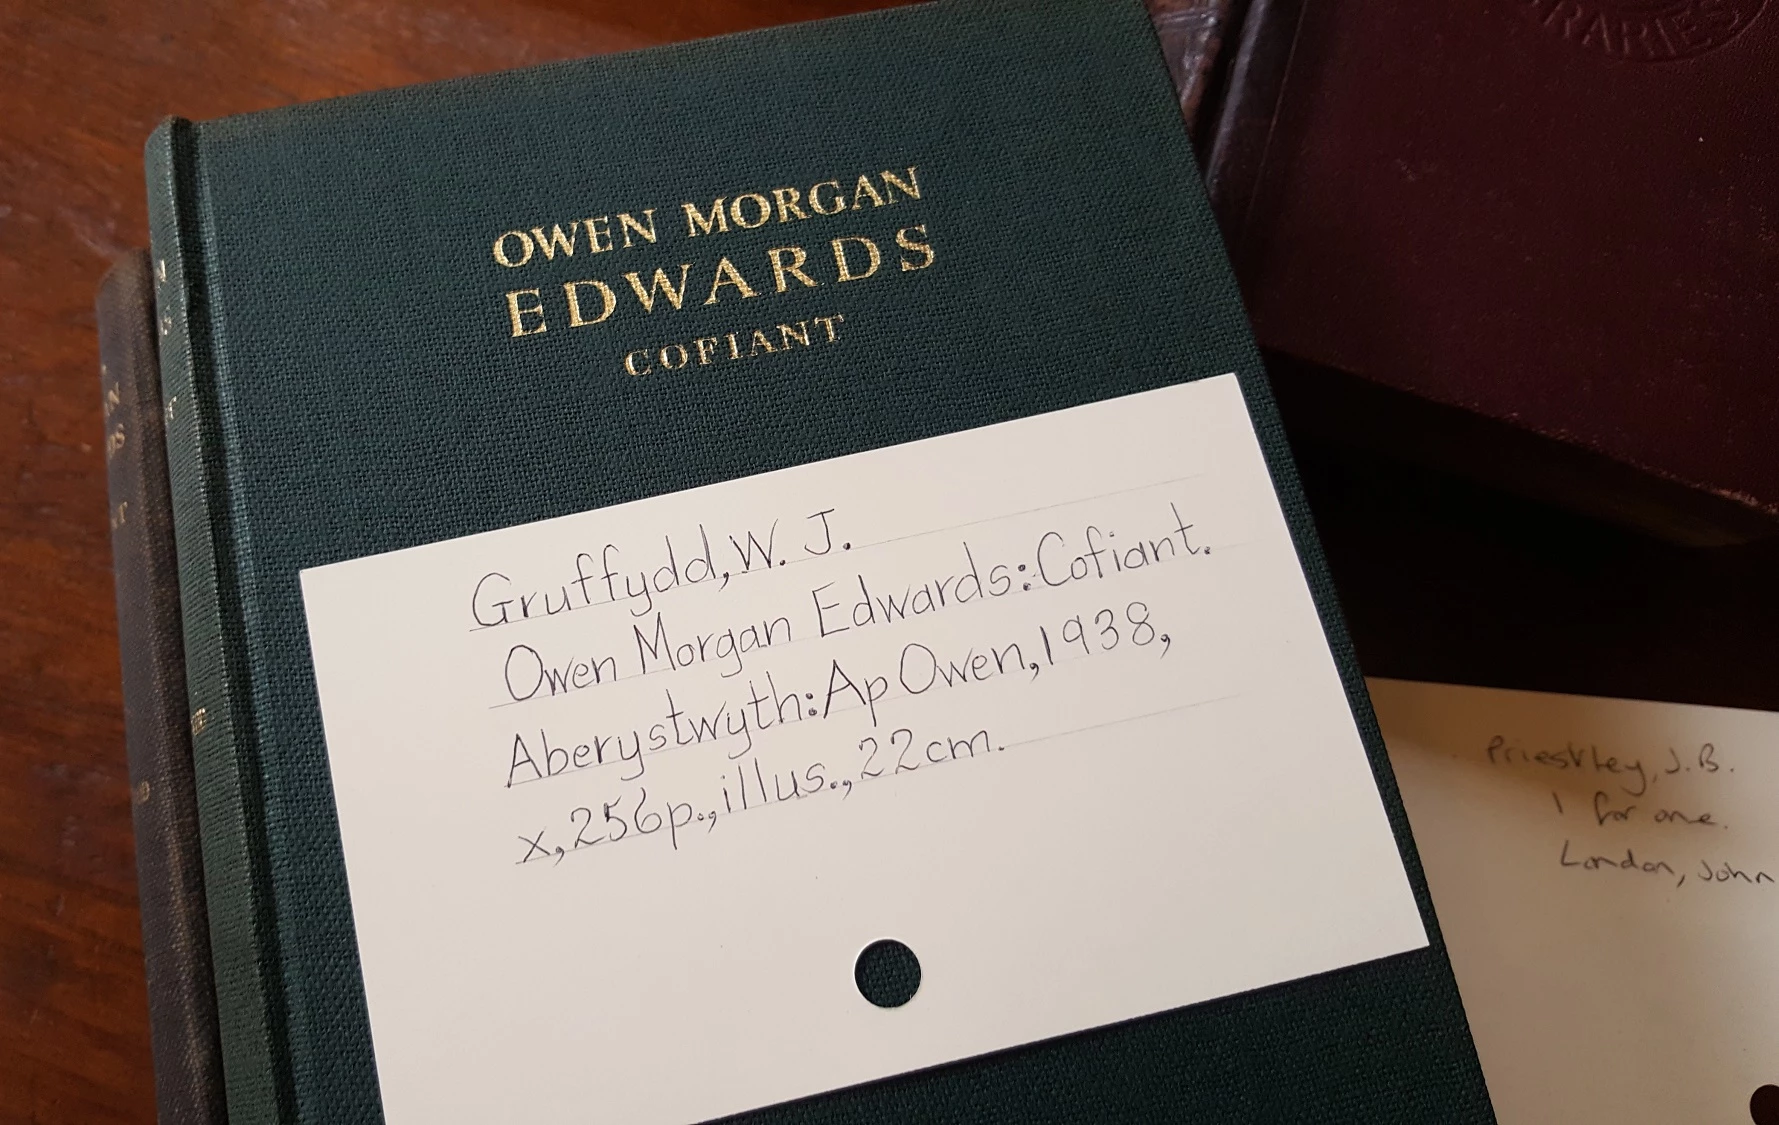 OWEN MORGAN
EDWARDS
COFIANT
Gruffydd, W. J.
Owen Morgan Edwards: Cofiant.
Aberystwyth: Ap Owen, 1938,
x, 256p., illus., 22cm.
Priestley, J.B.
I for one.
London, John